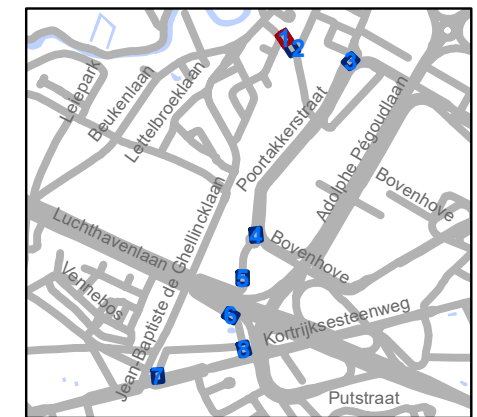 1
2
3
Leiepark
Beukenlaan
Lettelbroeklaan
Poortakkerstraat
Adolphe Pégoudlaan
Bovenhove
4
Bovenhove
Luchthavenlaan
Jean-Baptiste de Ghellincklaan
5
Vennebos
6
Kortrijksesteenweg
8
7
Putstraat